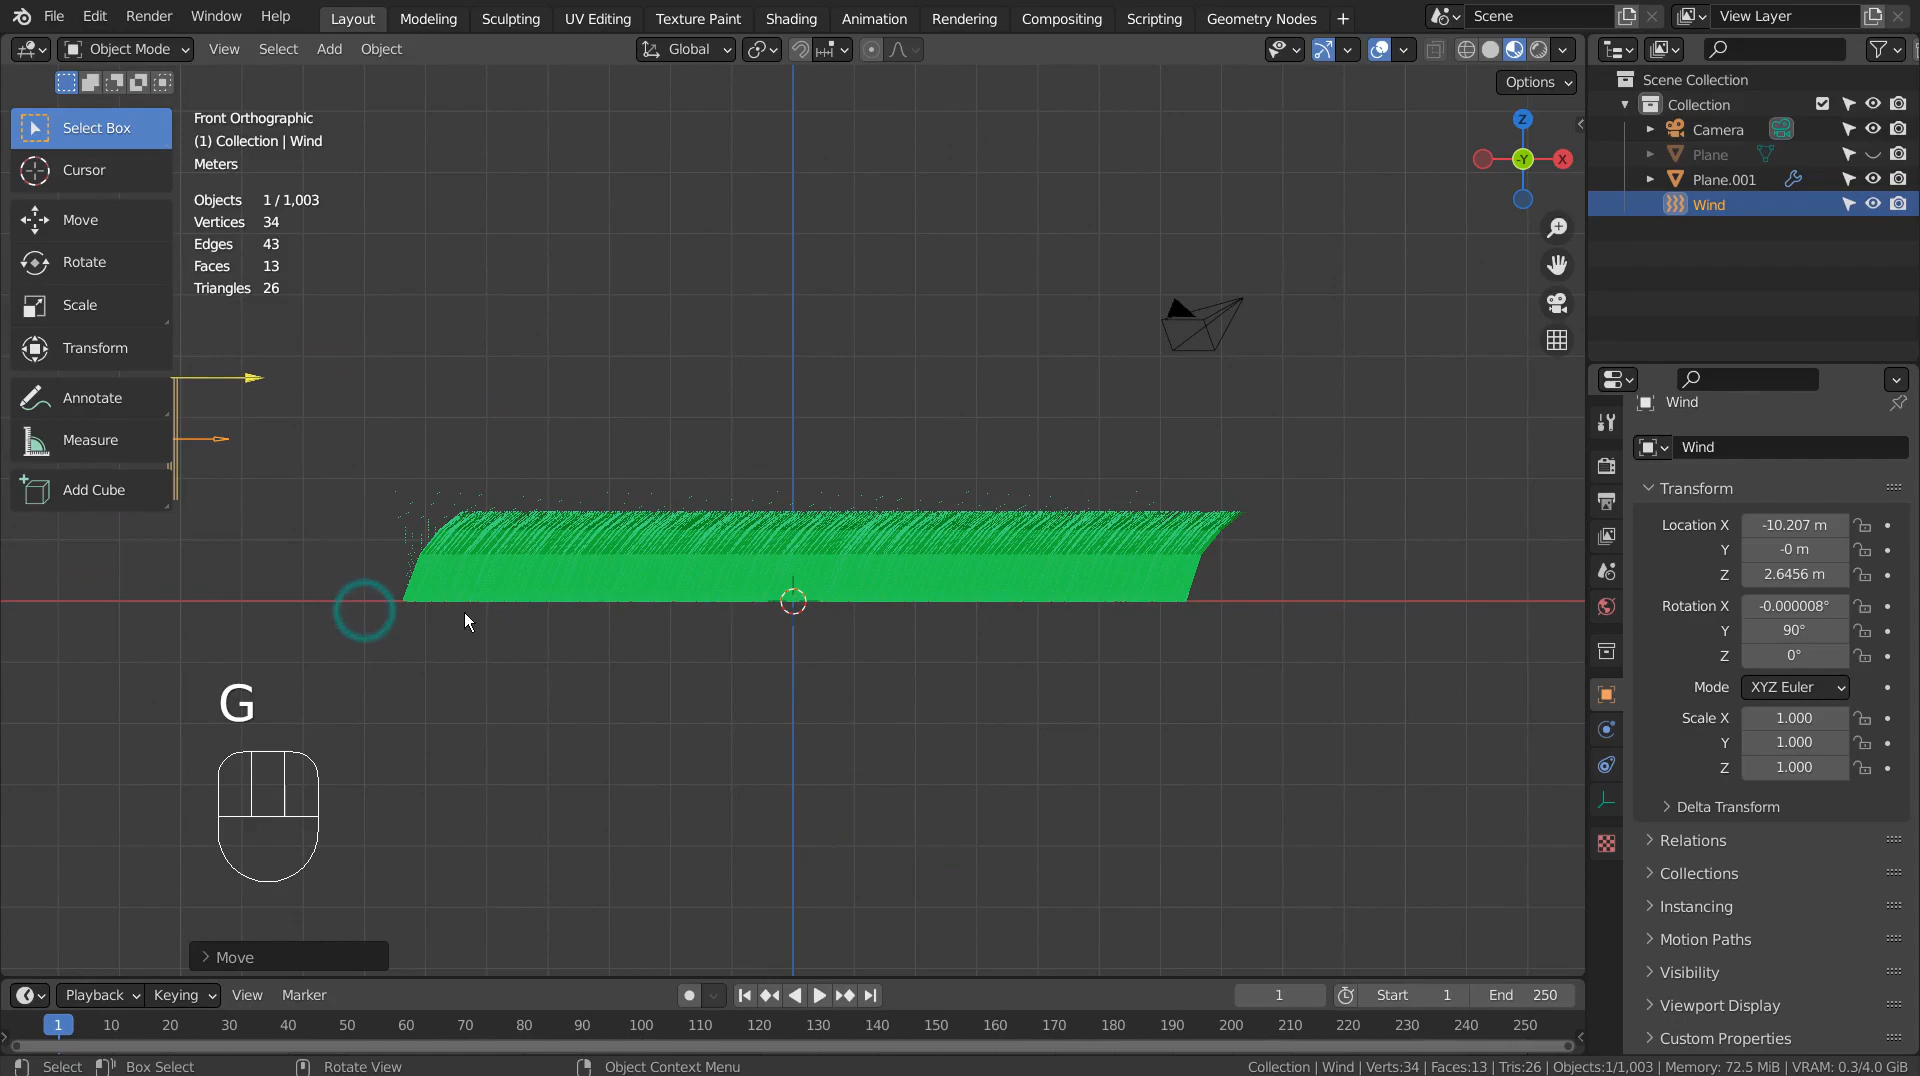 File Edit Render Window Help Layout Modeling Sculpting UV Editing Texture Paint Shading Animation Rendering Compositing Scripting Geometry Nodes + Scene View Layer
Object Mode View Select Add Object Global
Options
Select Box
Cursor
Move
Rotate
Scale
Transform
Annotate
Measure
Add Cube
Front Orthographic
(1) Collection | Wind
Meters
Objects 1 / 1,003
Vertices 34
Edges 43
Faces 13
Triangles 26
Z
-Y X
G
Move
Scene Collection
Collection
Camera
Plane
Plane.001
Wind
Wind
Wind
Transform
Location X -10.207 m
Y -0 m
Z 2.6456 m
Rotation X -0.000008°
Y 90°
Z 0°
Mode XYZ Euler
Scale X 1.000
Y 1.000
Z 1.000
Delta Transform
Relations
Collections
Instancing
Motion Paths
Visibility
Viewport Display
Custom Properties
Playback Keying View Marker 1 Start 1 End 250
1 10 20 30 40 50 60 70 80 90 100 110 120 130 140 150 160 170 180 190 200 210 220 230 240 250
Select Box Select Rotate View Object Context Menu Collection | Wind | Verts:34 | Faces:13 | Tris:26 | Objects:1/1,003 | Memory: 72.5 MiB | VRAM: 0.3/4.0 GiB